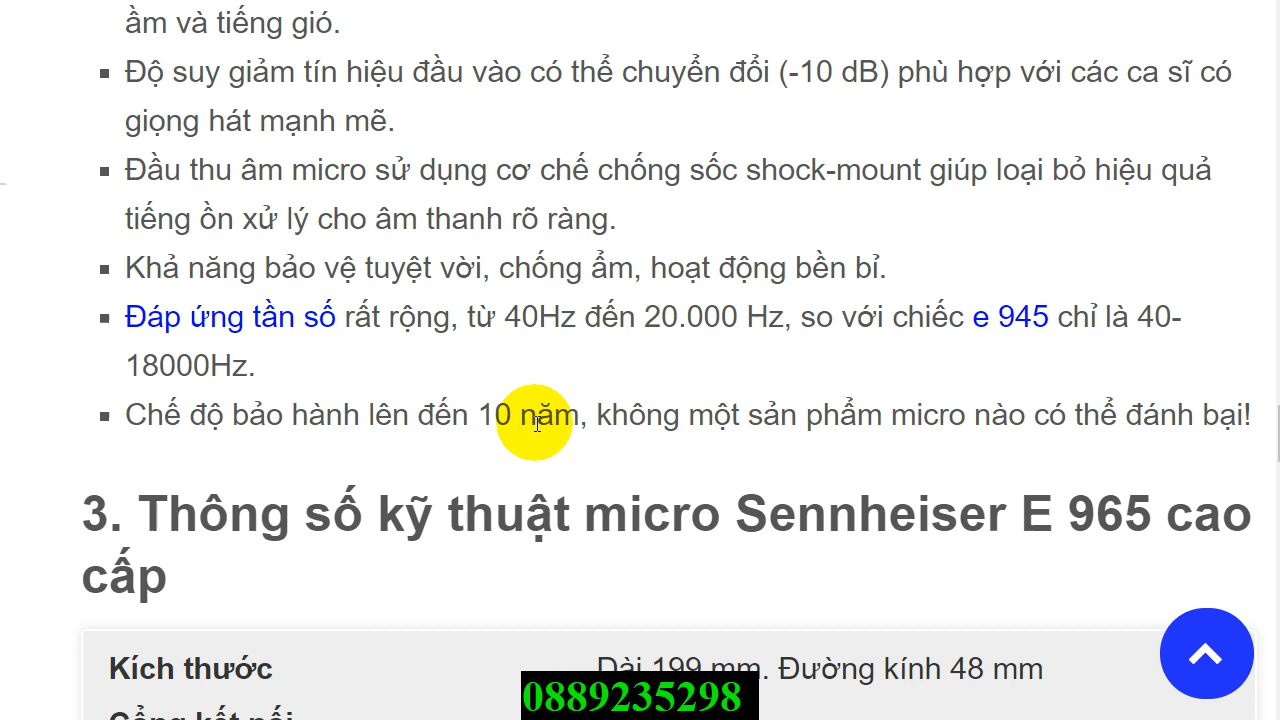 ầm và tiếng gió.
Độ suy giảm tín hiệu đầu vào có thể chuyển đổi (-10 dB) phù hợp với các ca sĩ có
giọng hát mạnh mẽ.
Đầu thu âm micro sử dụng cơ chế chống sốc shock-mount giúp loại bỏ hiệu quả
tiếng ồn xử lý cho âm thanh rõ ràng.
Khả năng bảo vệ tuyệt vời, chống ẩm, hoạt động bền bỉ.
Đáp ứng tần số rất rộng, từ 40Hz đến 20.000 Hz, so với chiếc e 945 chỉ là 40-
18000Hz.
Chế độ bảo hành lên đến 10 năm, không một sản phẩm micro nào có thể đánh bại!
3. Thông số kỹ thuật micro Sennheiser E 965 cao
cấp
Kích thước Dài 199 mm. Đường kính 48 mm
0889235298
Cổng kết nối